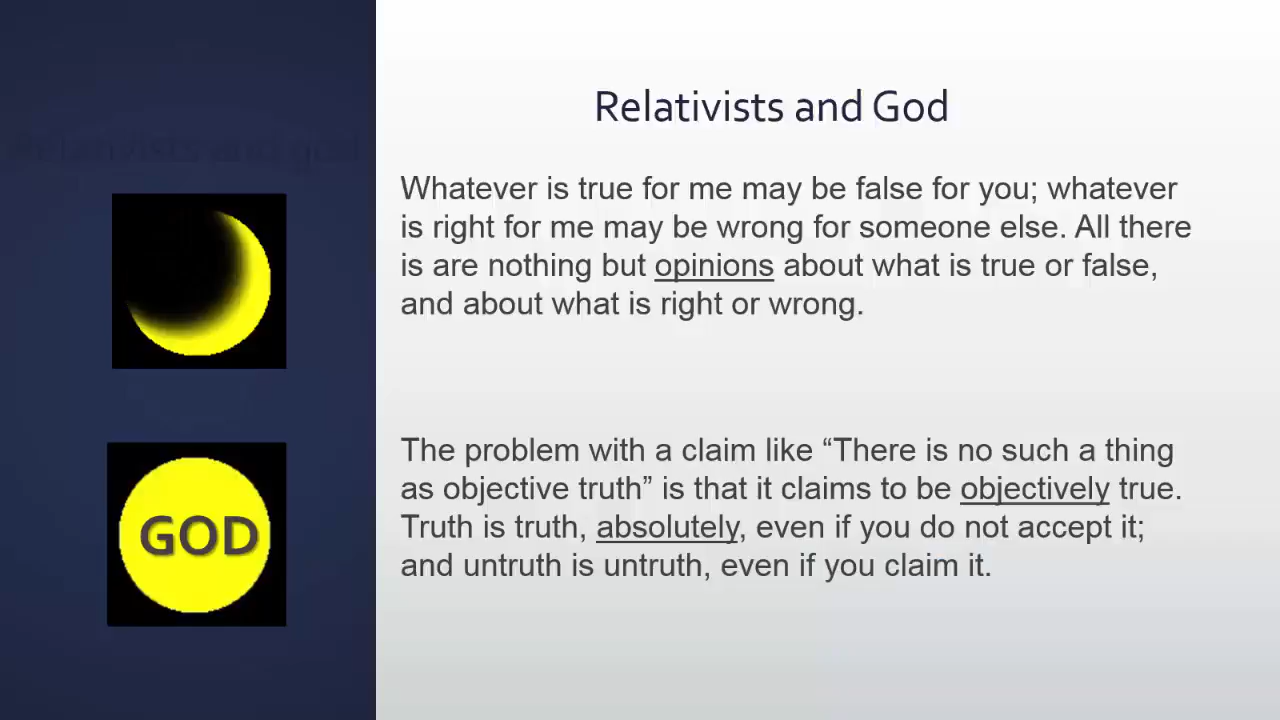 Relativists and God
Whatever is true for me may be false for you; whatever
is right for me may be wrong for someone else. All there
is are nothing but opinions about what is true or false,
and about what is right or wrong.
GOD
The problem with a claim like “There is no such a thing
as objective truth” is that it claims to be objectively true.
Truth is truth, absolutely, even if you do not accept it;
and untruth is untruth, even if you claim it.